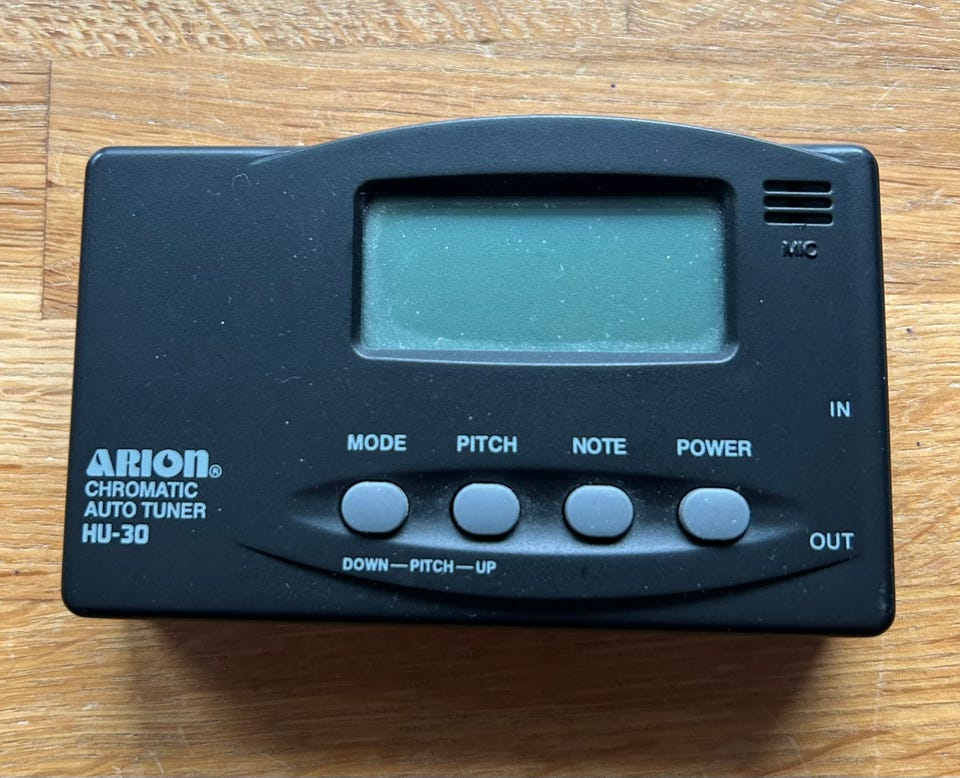 MIC
IN
MODE PITCH NOTE POWER
ARION®
CHROMATIC
AUTO TUNER
HU-30
OUT
DOWN—PITCH—UP